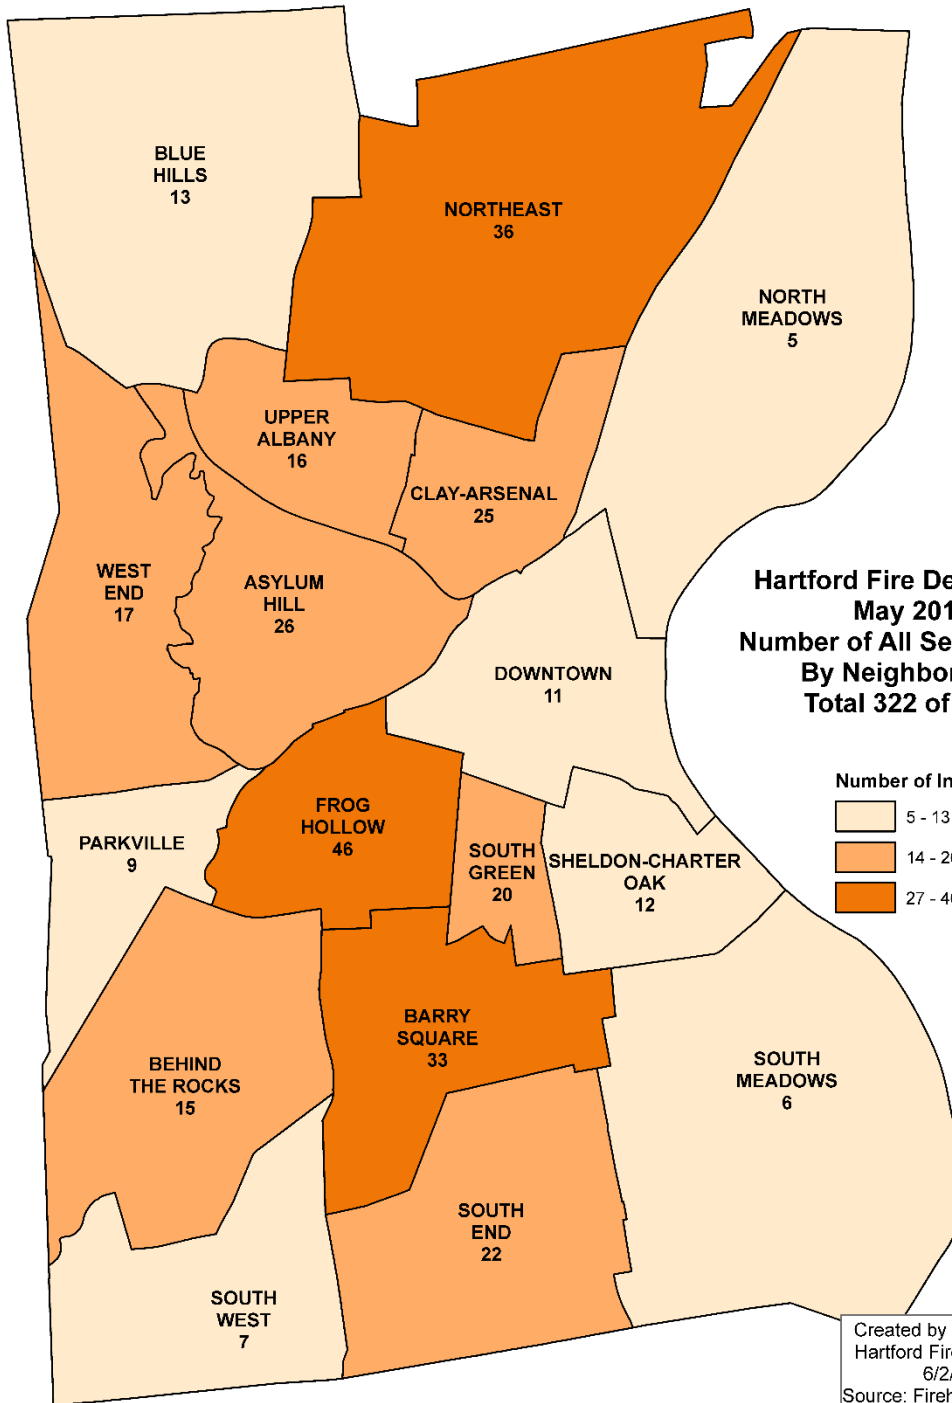 BLUE
HILLS
13
NORTHEAST
36
NORTH
MEADOWS
5
UPPER
ALBANY
16
CLAY-ARSENAL
25
WEST
END
17
ASYLUM
HILL
26
DOWNTOWN
11
Hartford Fire De
May 201
Number of All Se
By Neighbor
Total 322 of
Number of In
5 - 13
14 - 2
27 - 4
FROG
HOLLOW
46
PARKVILLE
9
SOUTH
GREEN
20
SHELDON-CHARTER
OAK
12
BARRY
SQUARE
33
BEHIND
THE ROCKS
15
SOUTH
MEADOWS
6
SOUTH
END
22
SOUTH
WEST
7
Created by
Hartford Fire
6/2/
Source: Fireh